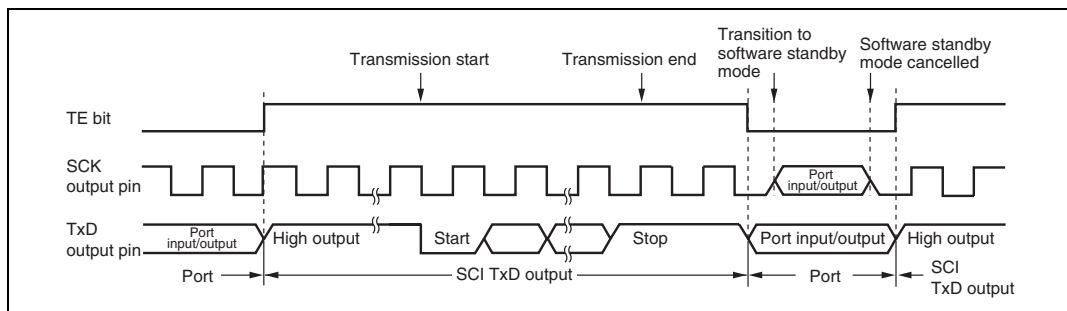 Transmission start
Transmission end
Transition to
software standby
mode
Software standby
mode cancelled
TE bit
SCK
output pin
Port
input/output
TxD
output pin
Port
input/output
High output
Start
Stop
Port input/output
High output
Port
SCI TxD output
Port
SCI
TxD output